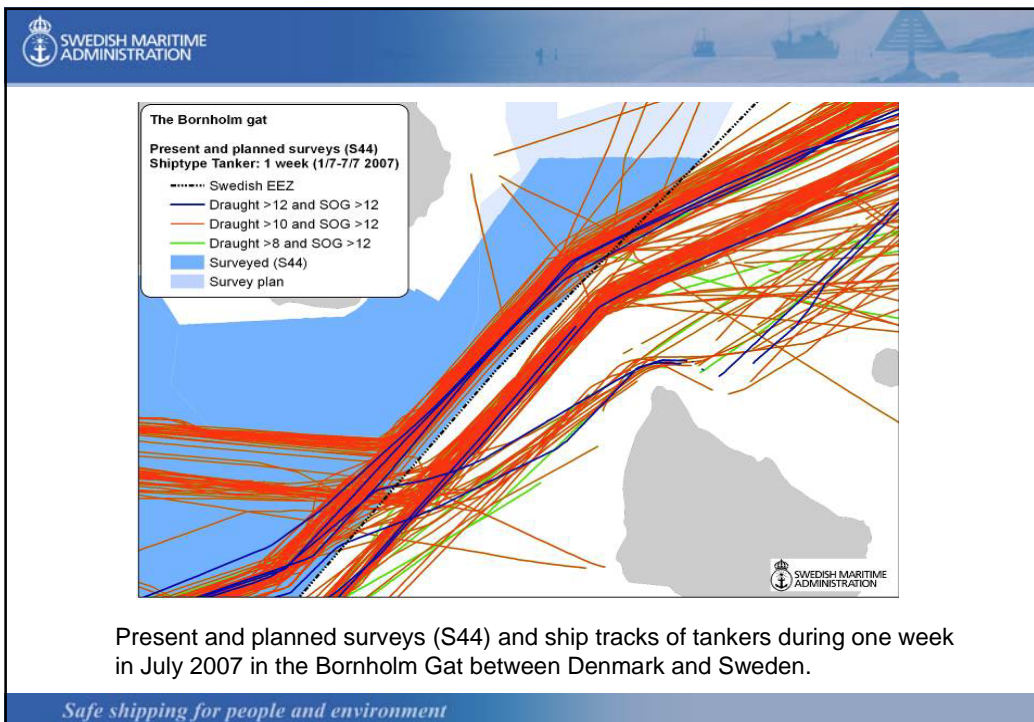 SWEDISH MARITIME
ADMINISTRATION
The Bornholm gat
Present and planned surveys (S44)
Shiptype Tanker: 1 week (1/7-7/7 2007)
Swedish EEZ
Draught >12 and SOG >12
Draught >10 and SOG >12
Draught >8 and SOG >12
Surveyed (S44)
Survey plan
SWEDISH MARITIME
ADMINISTRATION
Present and planned surveys (S44) and ship tracks of tankers during one week
in July 2007 in the Bornholm Gat between Denmark and Sweden.
Safe shipping for people and environment